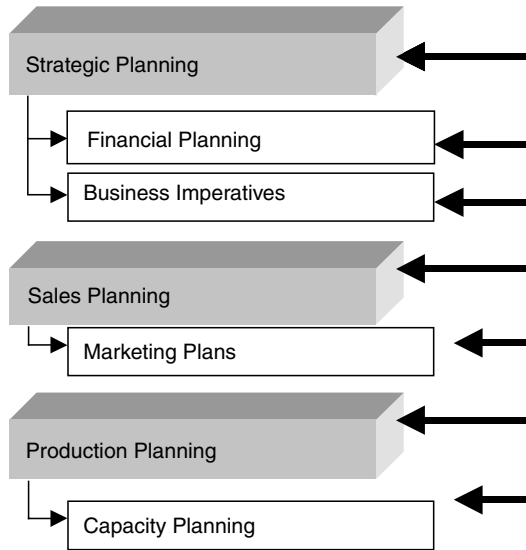 Strategic Planning
Financial Planning
Business Imperatives
Sales Planning
Marketing Plans
Production Planning
Capacity Planning